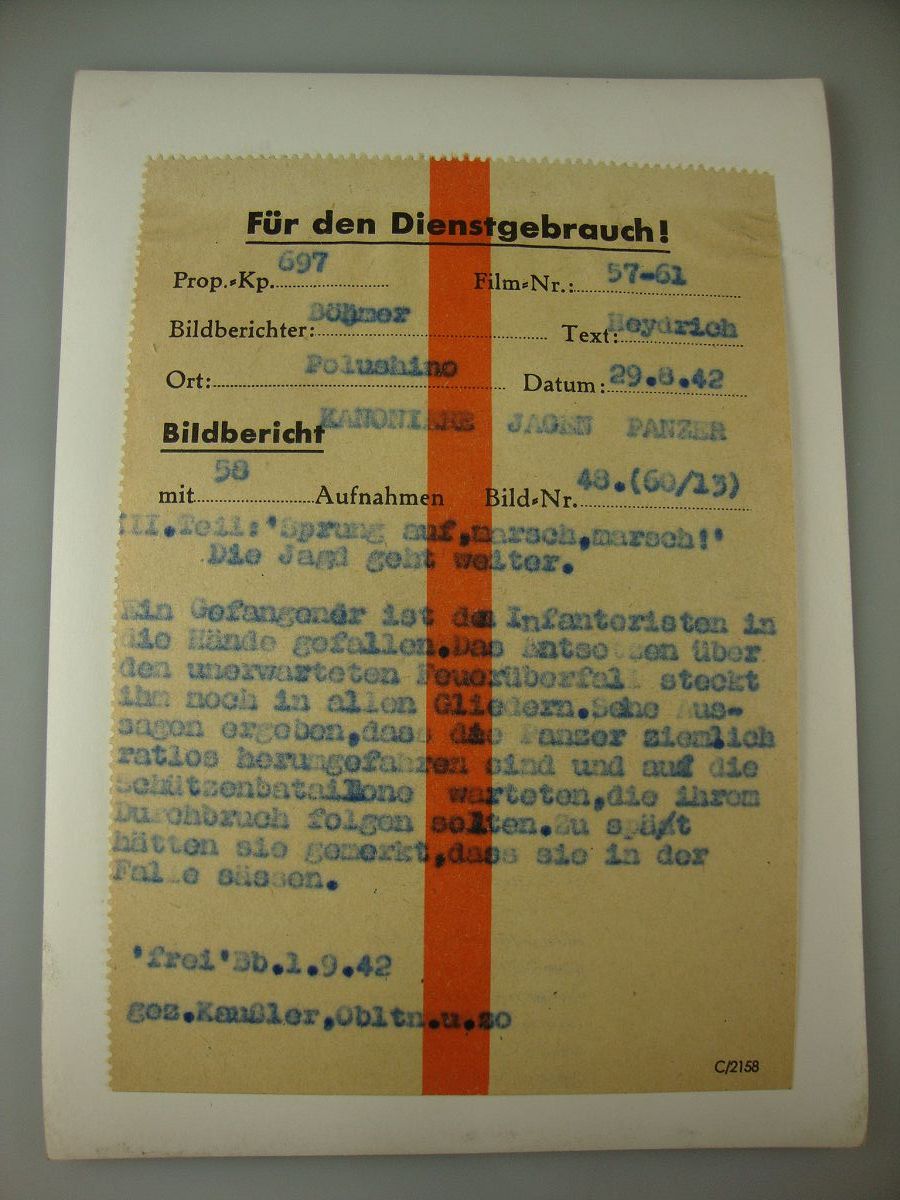 Für den Dienstgebrauch!
Prop.-Kp. 697 Film-Nr.: 57-61
Bildberichter: Böhmer Text: Heydrich
Ort: Polushino Datum: 29.8.42
Bildbericht KANONIERE JAGEN PANZER
mit 58 Aufnahmen Bild-Nr. 48.(60/13)
III.Teil:'Sprung auf,marsch,marsch!'
Die Jagd geht weiter.
Ein Gefangener ist den Infanteristen in
die Hände gefallen.Das Entsetzen über
den unerwarteten Feuerüberfall steckt
ihm noch in allen Gliedern.Sehe Aus-
sagen ergeben,dass die Panzer ziemlich
ratlos herumgefahren sind und auf die
Schützenbataillone warteten,die ihrem
Durchbruch folgen sollten.Zu spät
hätten sie gemerkt,dass sie in der
Falle sässen.
'frei'Bb.1.9.42
gez.Kaußler,Obltn.u.zo
C/2158